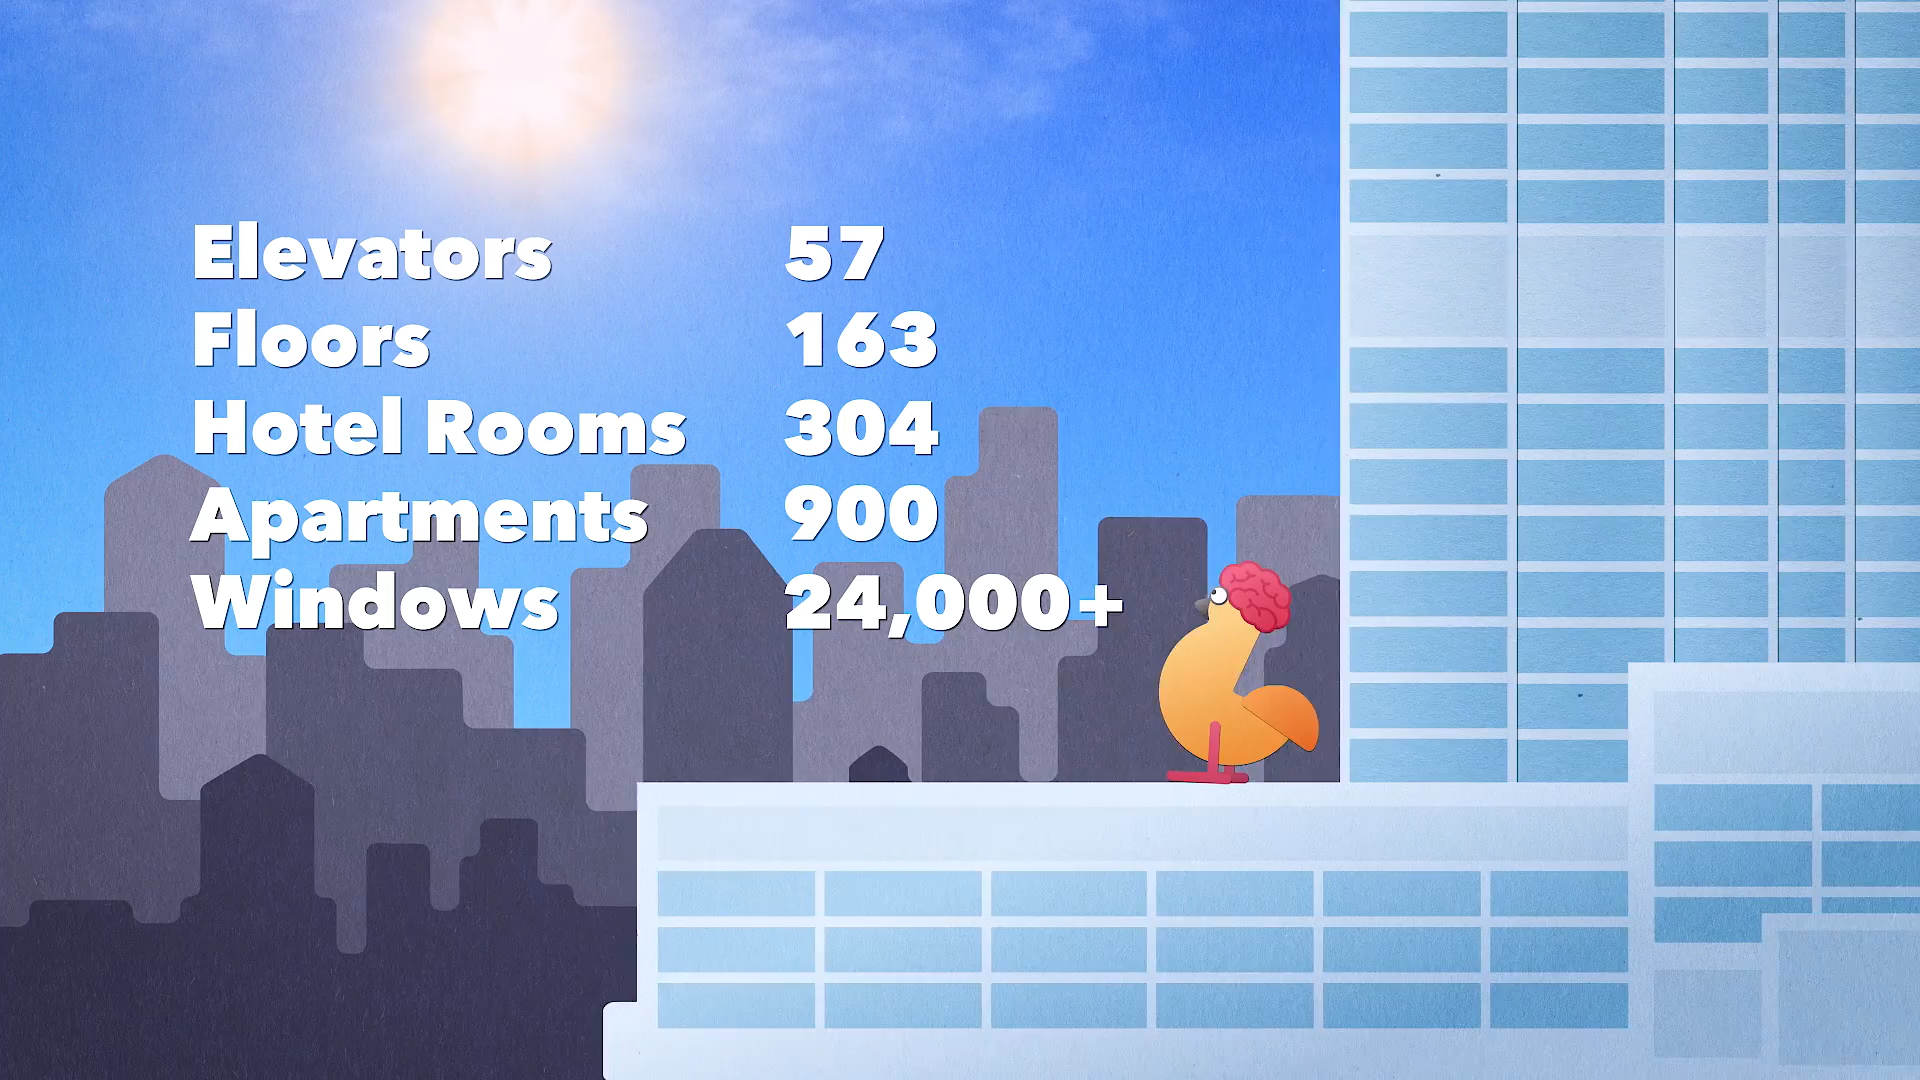 Elevators 57
Floors 163
Hotel Rooms 304
Apartments 900
Windows 24,000+